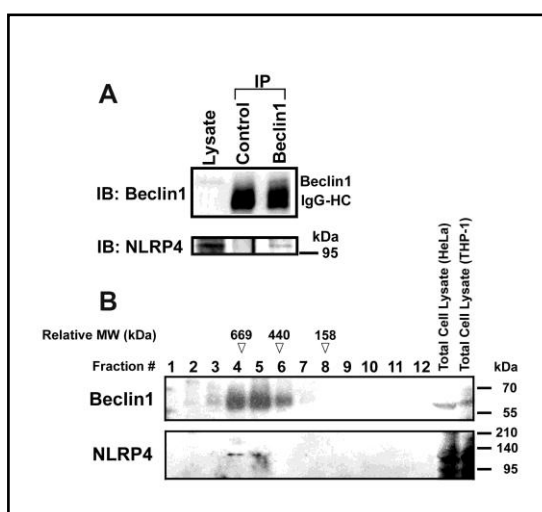 A
IP
Lysate
Control
Beclin1
IB: Beclin1
Beclin1
IgG-HC
IB: NLRP4
kDa
95
B
Relative MW (kDa) 669 440 158
Fraction # 1 2 3 4 5 6 7 8 9 10 11 12
Total Cell Lysate (HeLa)
Total Cell Lysate (THP-1)
kDa
Beclin1
70
55
NLRP4
210
140
95